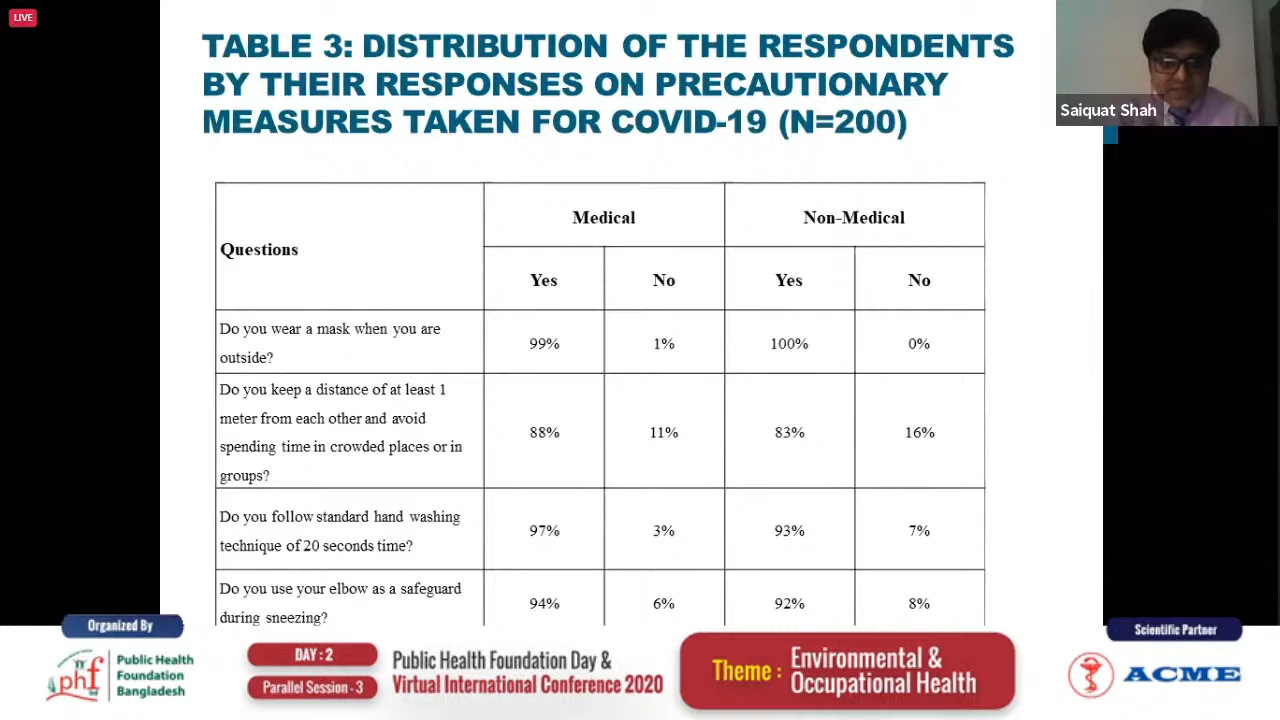 LIVE
TABLE 3: DISTRIBUTION OF THE RESPONDENTS
BY THEIR RESPONSES ON PRECAUTIONARY
MEASURES TAKEN FOR COVID-19 (N=200)
Saiquat Shah
Questions
Medical
Non-Medical
Yes
No
Yes
No
Do you wear a mask when you are
outside?
99%
1%
100%
0%
Do you keep a distance of at least 1
meter from each other and avoid
spending time in crowded places or in
groups?
88%
11%
83%
16%
Do you follow standard hand washing
technique of 20 seconds time?
97%
3%
93%
7%
Do you use your elbow as a safeguard
during sneezing?
94%
6%
92%
8%
Organized By
phf
Public Health
Foundation
Bangladesh
DAY : 2
Parallel Session - 3
Public Health Foundation Day &
Virtual International Conference 2020
Theme :
Environmental &
Occupational Health
Scientific Partner
ACME